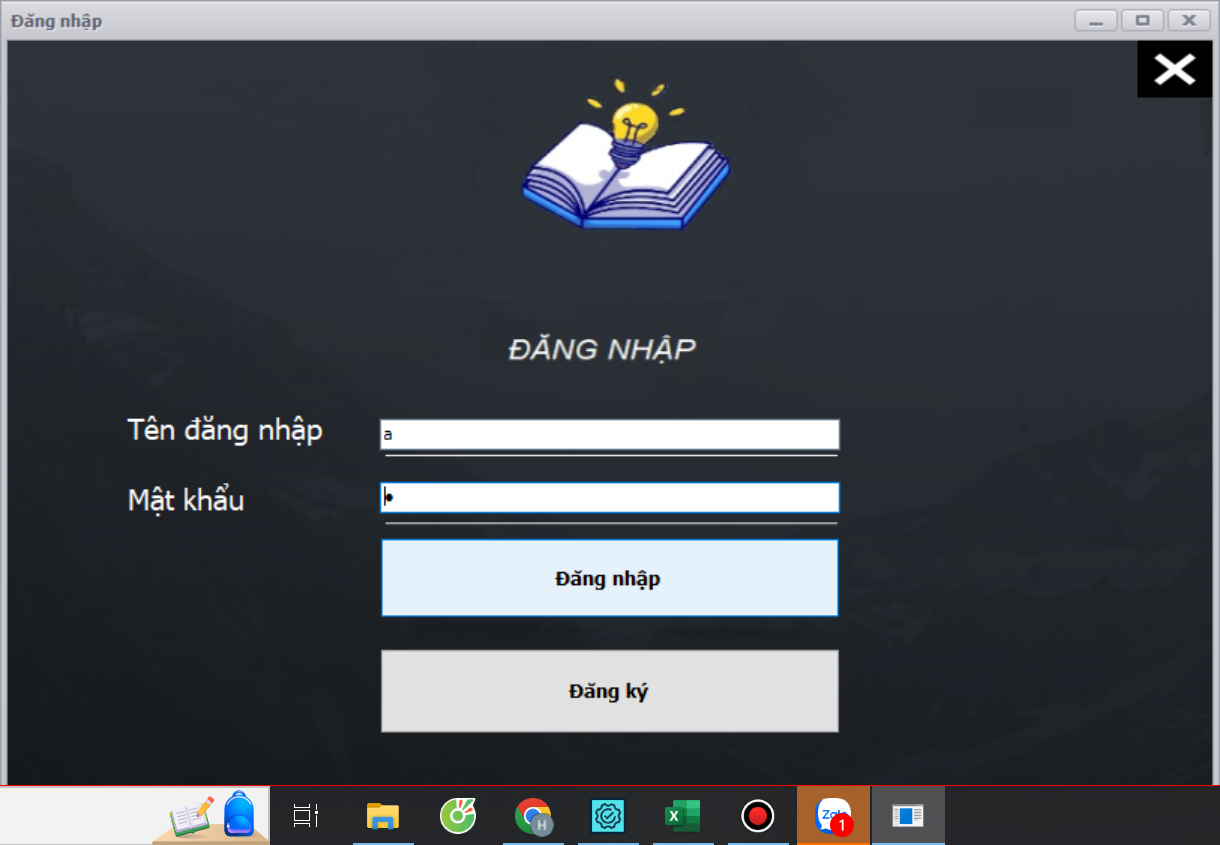 Đăng nhập
ĐĂNG NHẬP
Tên đăng nhập
a
Mật khẩu
Đăng nhập
Đăng ký
H
X
Zalo
1